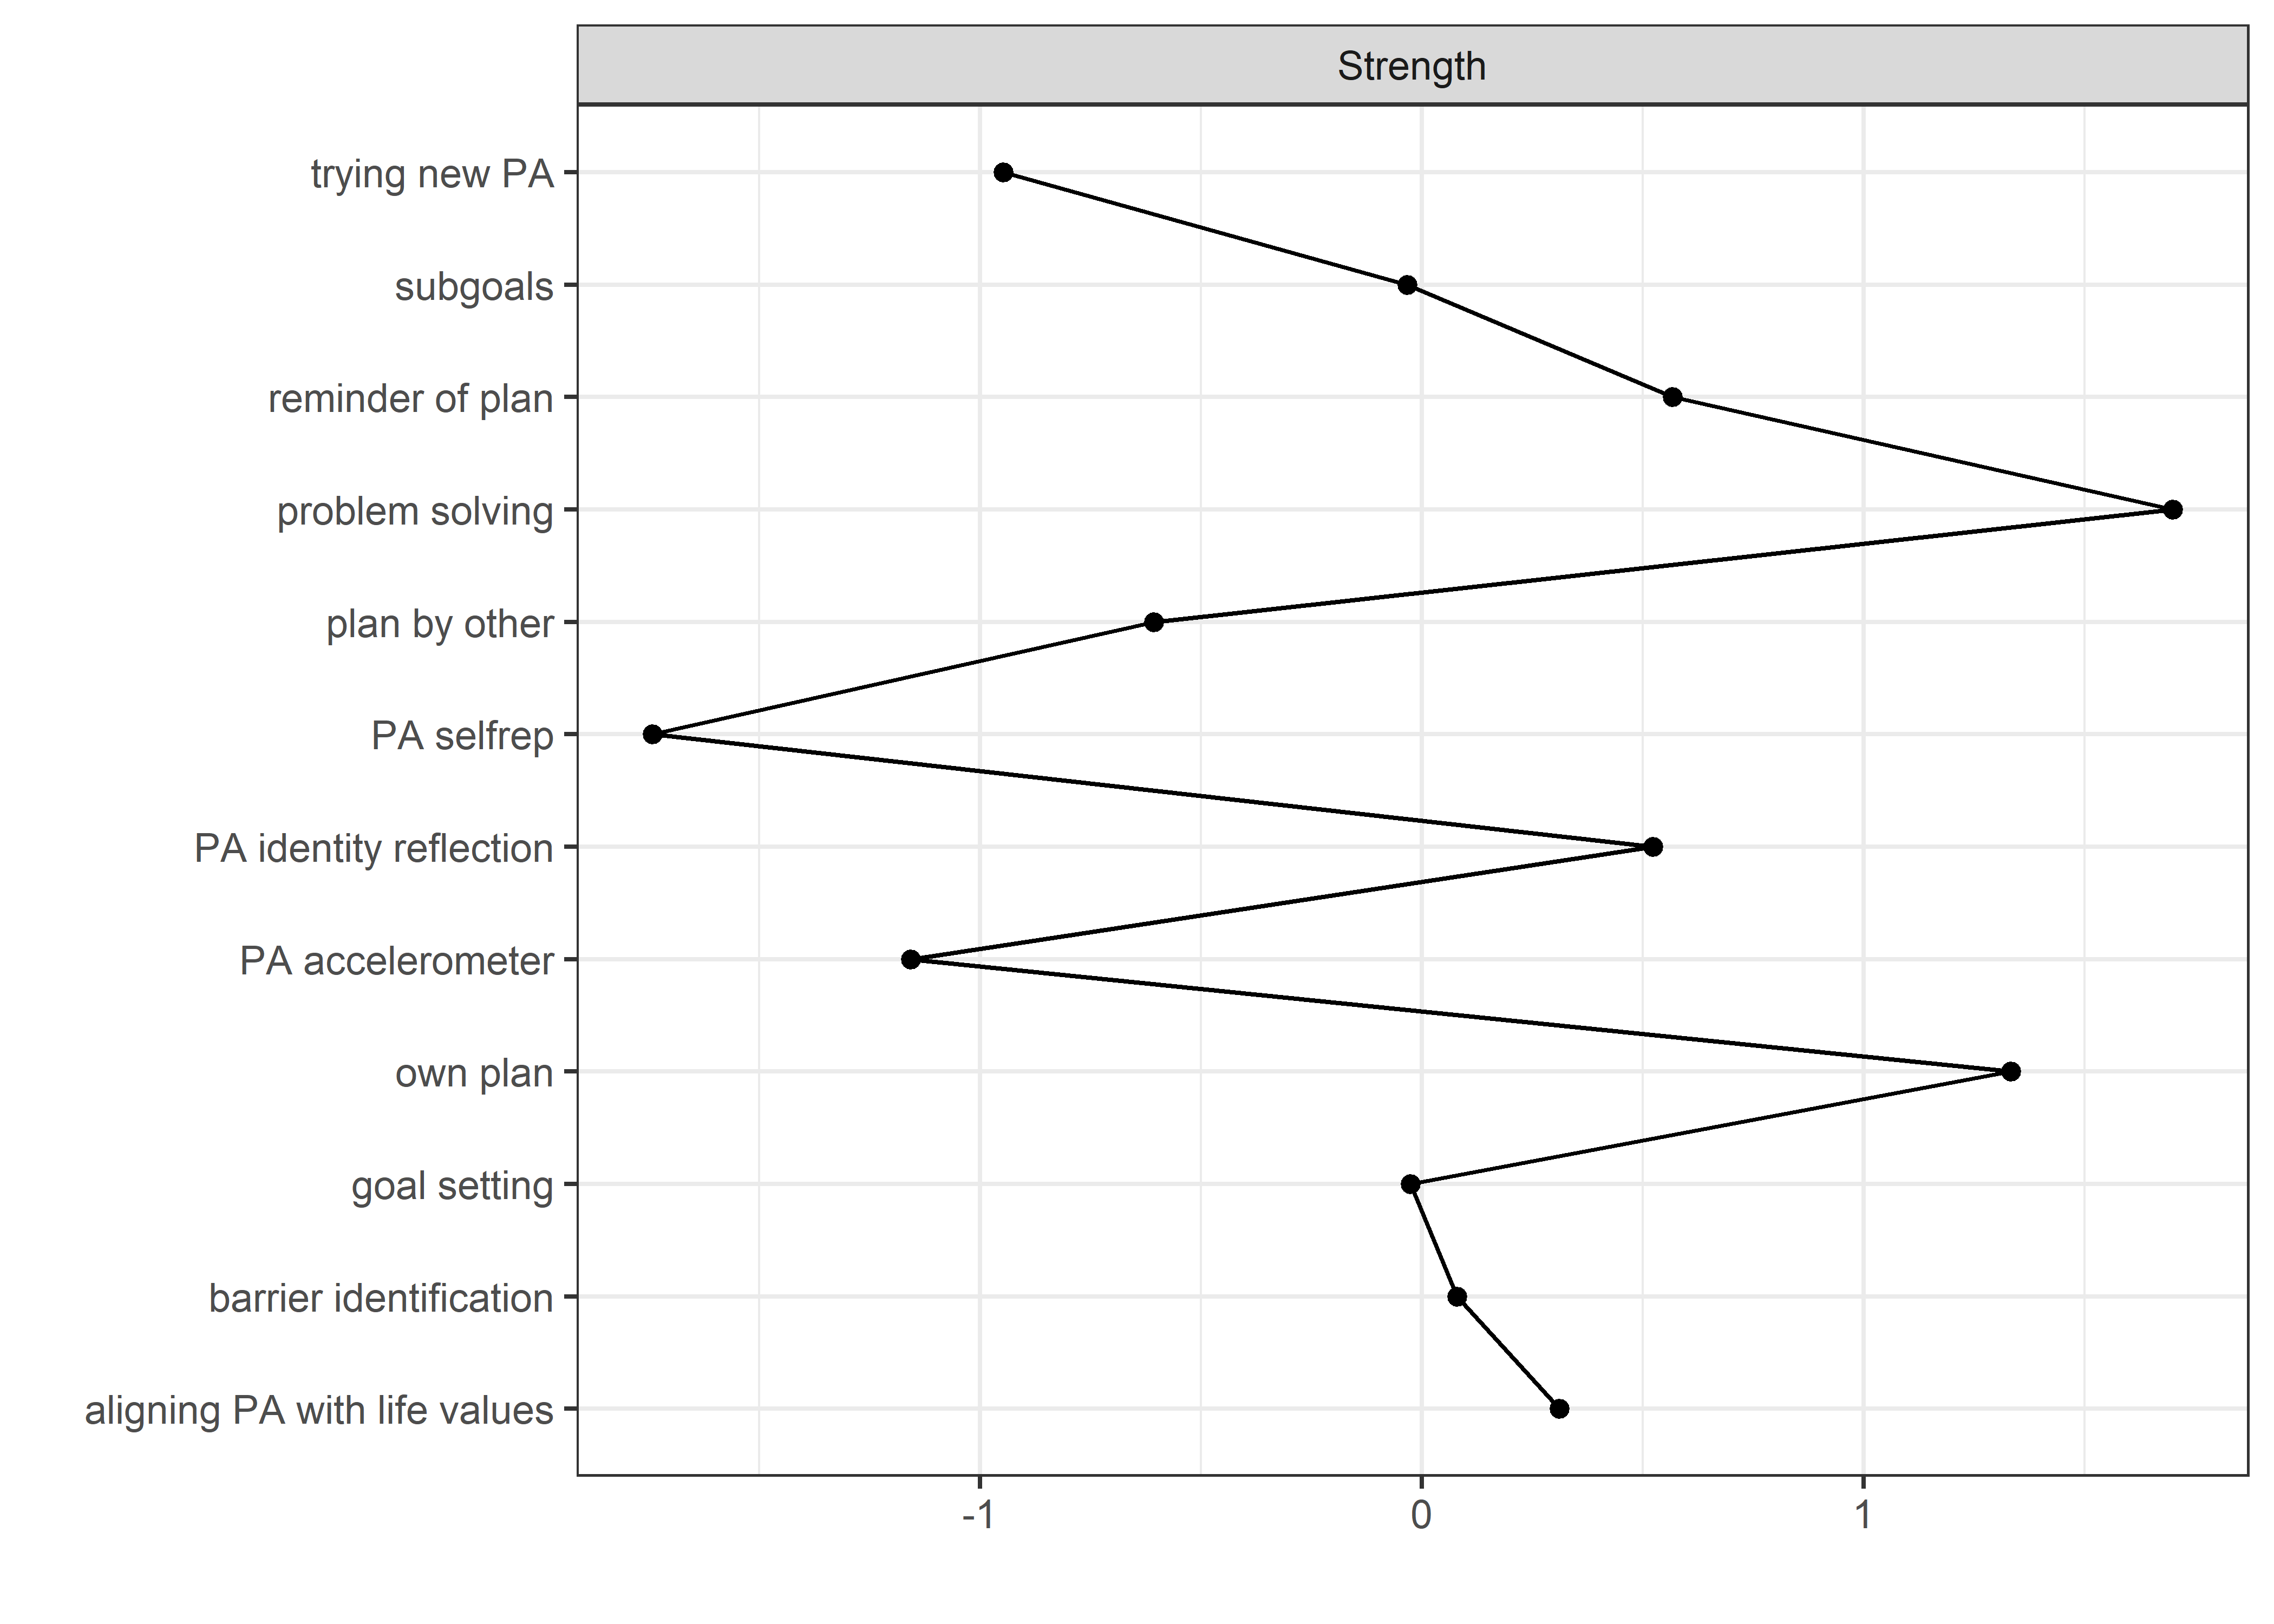 Strength
trying new PA
subgoals
reminder of plan
problem solving
plan by other
PA selfrep
PA identity reflection
PA accelerometer
own plan
goal setting
barrier identification
aligning PA with life values
-1 0 1